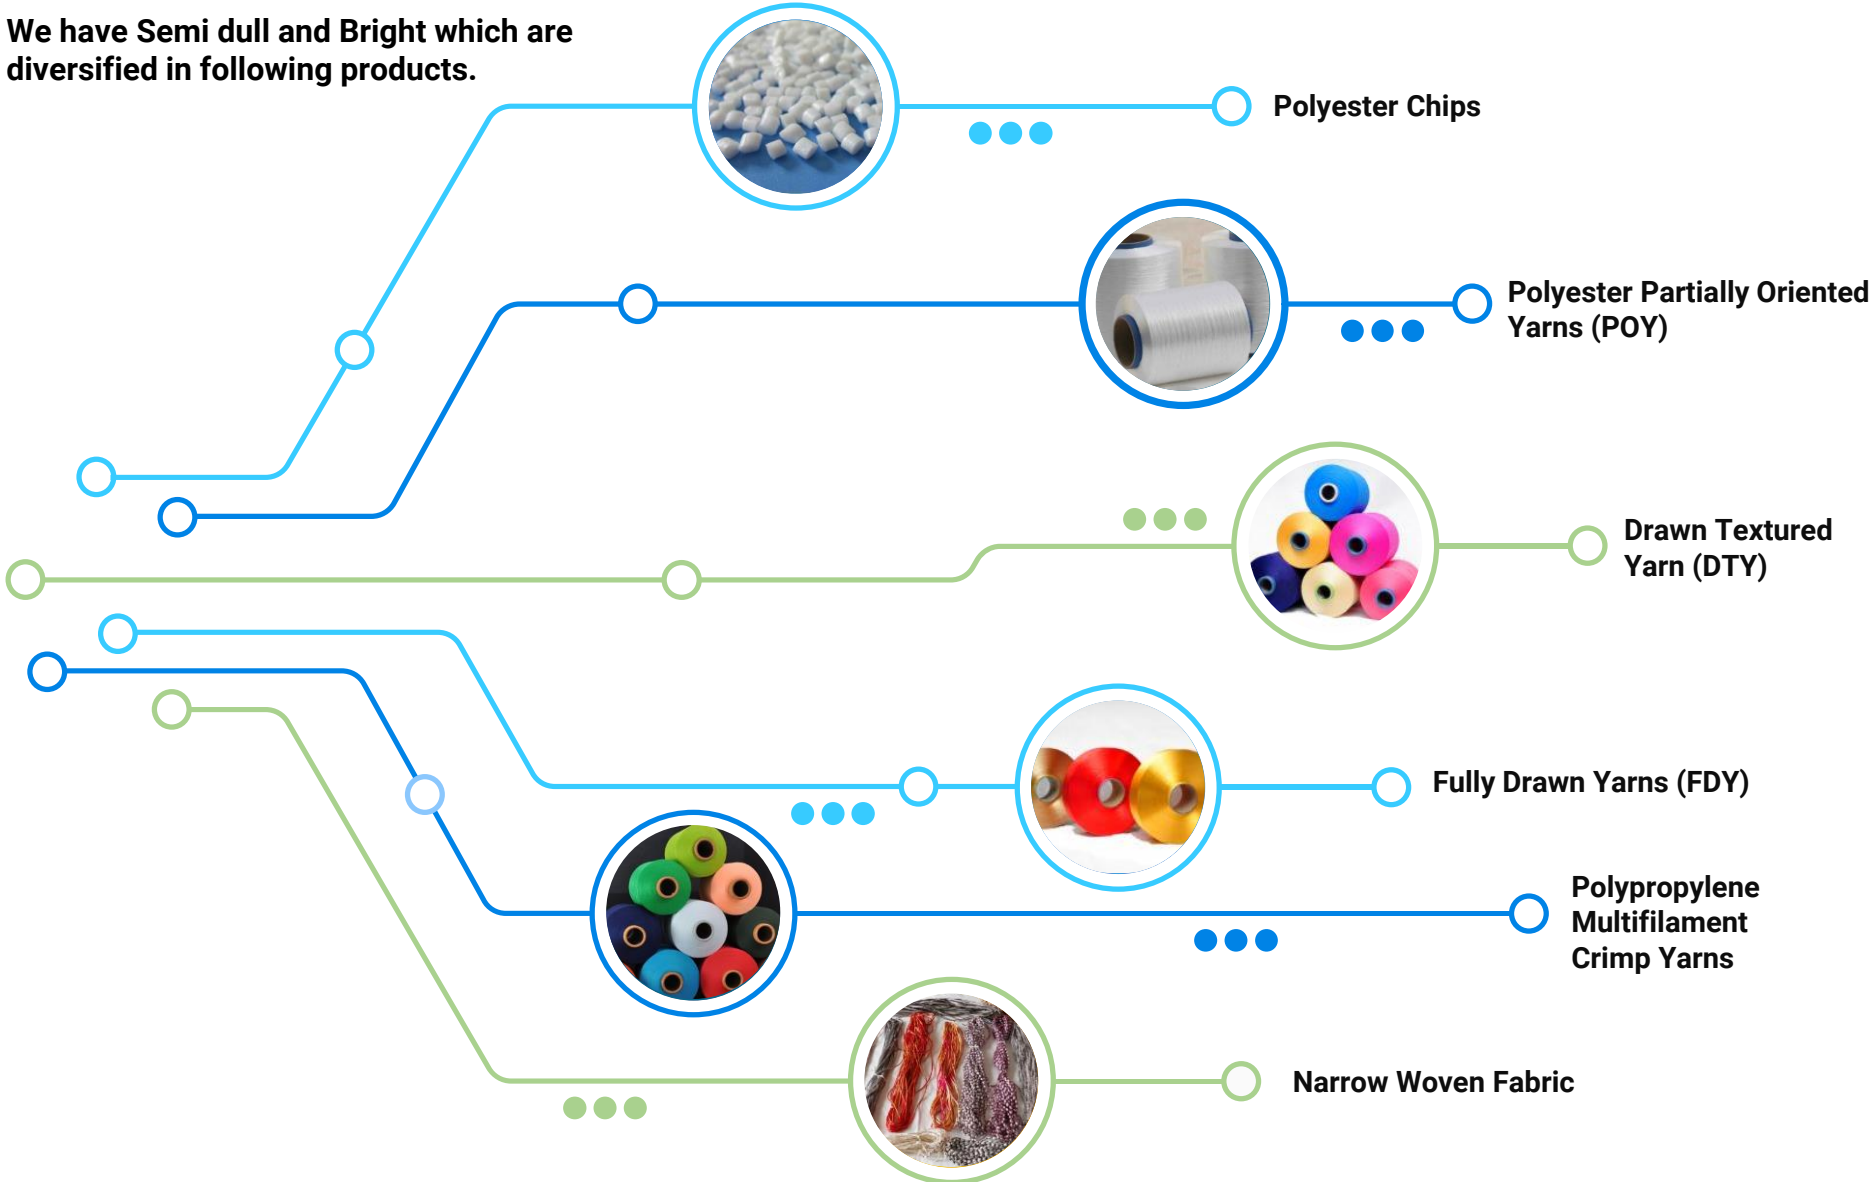 We have Semi dull and Bright which are
diversified in following products.
Polyester Chips
Polyester Partially Oriented
Yarns (POY)
Drawn Textured
Yarn (DTY)
Fully Drawn Yarns (FDY)
Polypropylene
Multifilament
Crimp Yarns
Narrow Woven Fabric